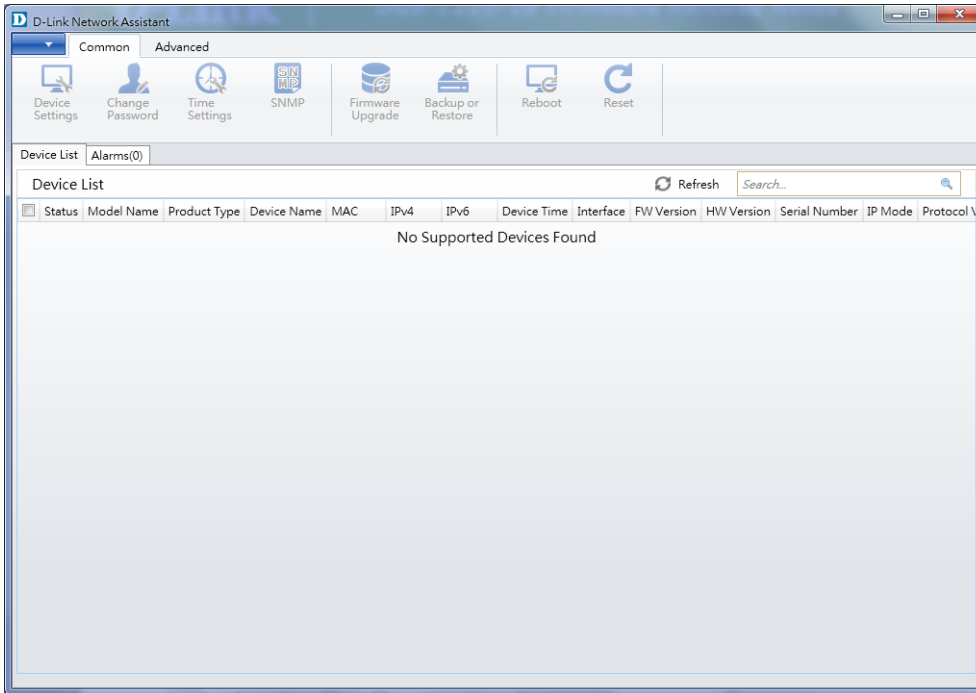 D D-Link Network Assistant
Common Advanced
Device Settings
Change Password
Time Settings
SNMP
Firmware Upgrade
Backup or Restore
Reboot
Reset
Device List Alarms(0)
Device List Refresh Search...
Status Model Name Product Type Device Name MAC IPv4 IPv6 Device Time Interface FW Version HW Version Serial Number IP Mode Protocol
No Supported Devices Found